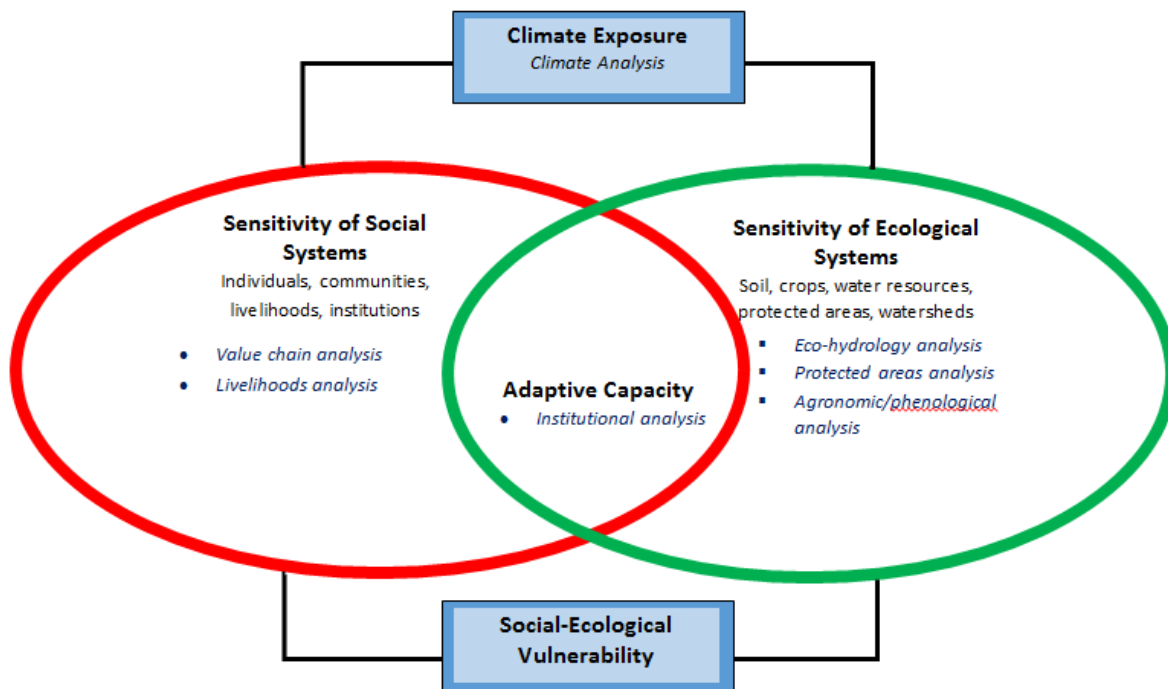 Climate Exposure
Climate Analysis
Sensitivity of Social
Systems
Individuals, communities,
livelihoods, institutions
• Value chain analysis
• Livelihoods analysis
Adaptive Capacity
• Institutional analysis
Sensitivity of Ecological
Systems
Soil, crops, water resources,
protected areas, watersheds
▪ Eco-hydrology analysis
▪ Protected areas analysis
▪ Agronomic/phenological
analysis
Social-Ecological
Vulnerability